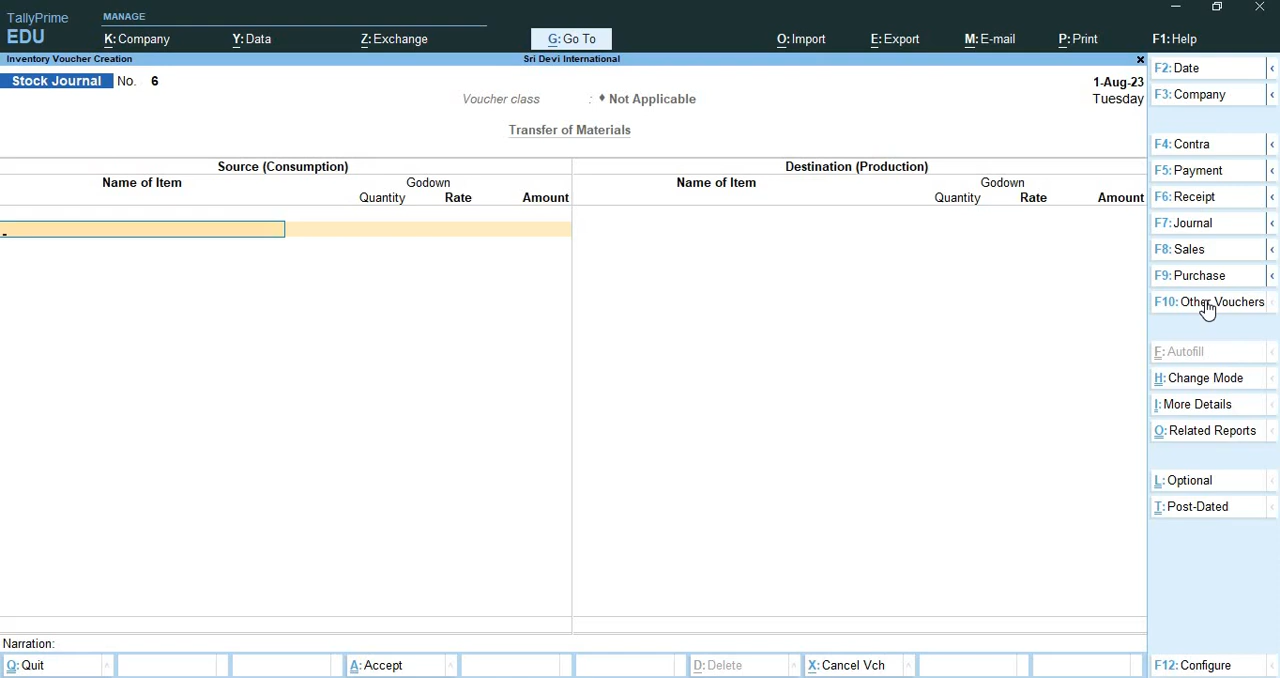 TallyPrime
EDU
MANAGE
K: Company Y: Data Z: Exchange G: Go To O: Import E: Export M: E-mail P: Print F1: Help
Inventory Voucher Creation Sri Devi International
Stock Journal No. 6 1-Aug-23
Voucher class : ♦ Not Applicable Tuesday
Transfer of Materials
Source (Consumption) Destination (Production)
Name of Item Godown Name of Item Godown
Quantity Rate Amount Quantity Rate Amount
F2: Date
F3: Company
F4: Contra
F5: Payment
F6: Receipt
F7: Journal
F8: Sales
F9: Purchase
F10: Other Vouchers
F: Autofill
H: Change Mode
I: More Details
O: Related Reports
L: Optional
T: Post-Dated
Narration:
Q: Quit A: Accept D: Delete X: Cancel Vch F12: Configure